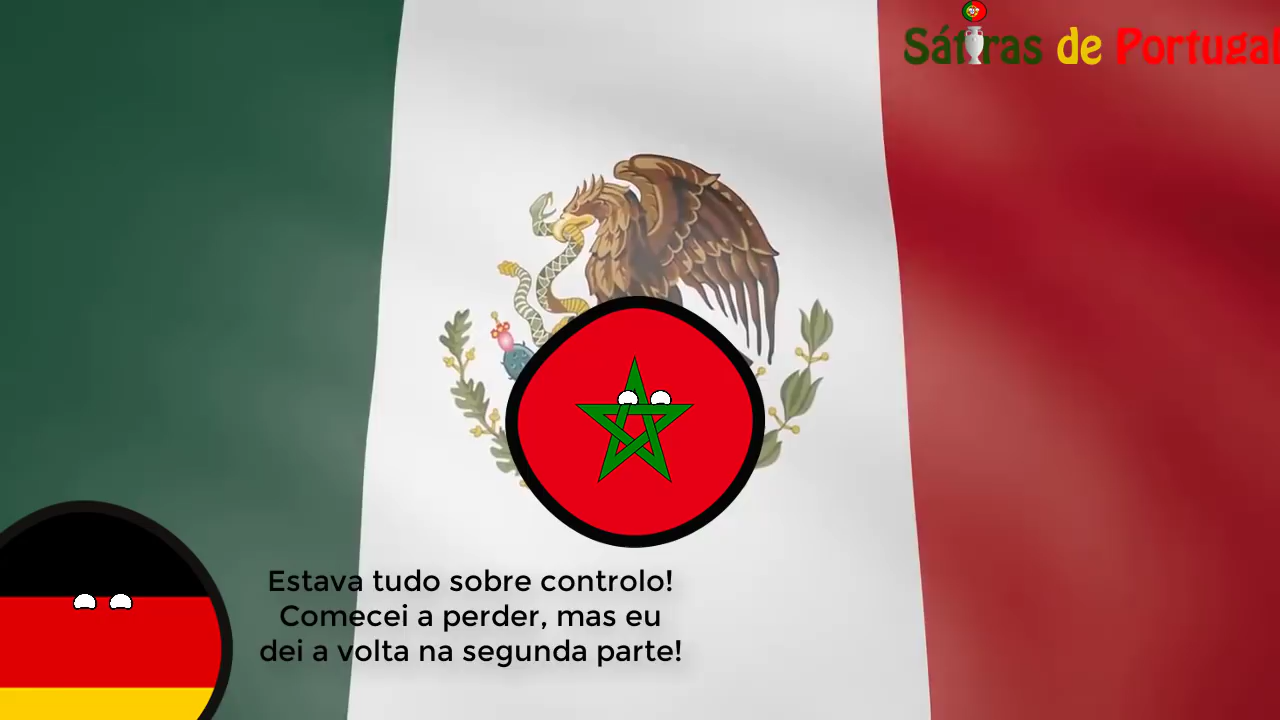 Sátiras de Portugal
Estava tudo sobre controlo!
Comecei a perder, mas eu
dei a volta na segunda parte!